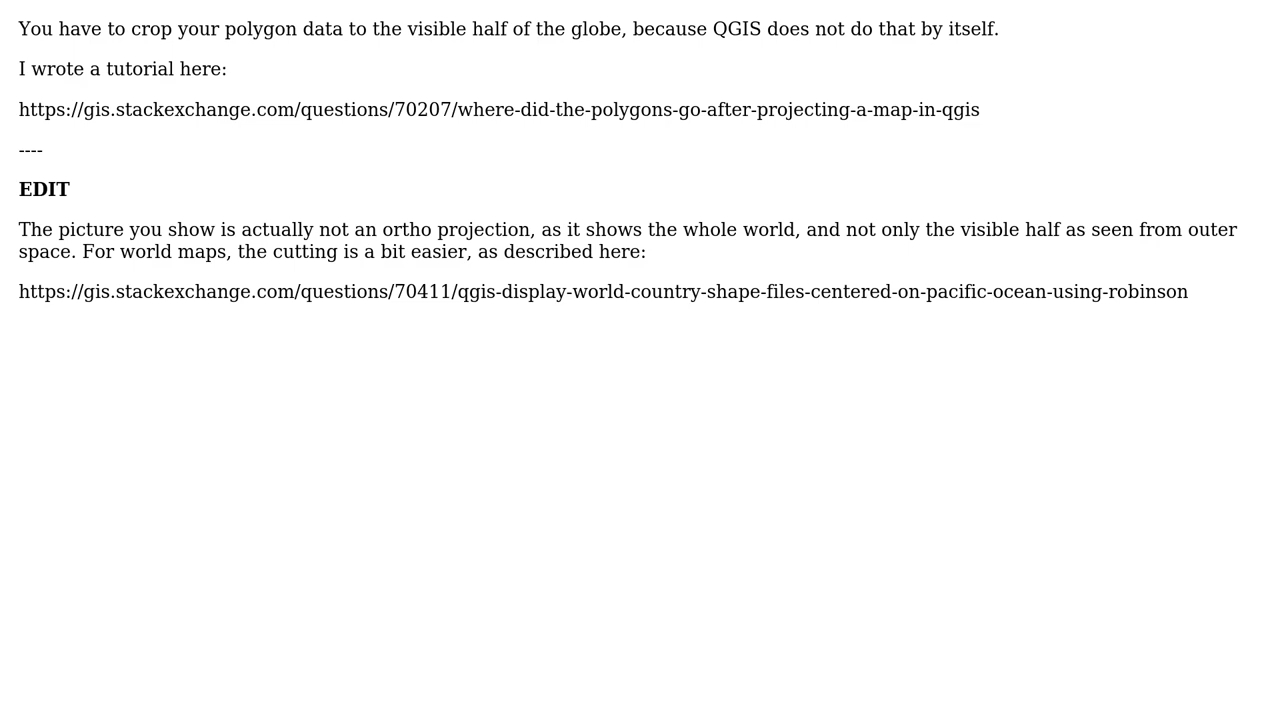 You have to crop your polygon data to the visible half of the globe, because QGIS does not do that by itself.
I wrote a tutorial here:
https://gis.stackexchange.com/questions/70207/where-did-the-polygons-go-after-projecting-a-map-in-qgis
----
EDIT
The picture you show is actually not an ortho projection, as it shows the whole world, and not only the visible half as seen from outer
space. For world maps, the cutting is a bit easier, as described here:
https://gis.stackexchange.com/questions/70411/qgis-display-world-country-shape-files-centered-on-pacific-ocean-using-robinson